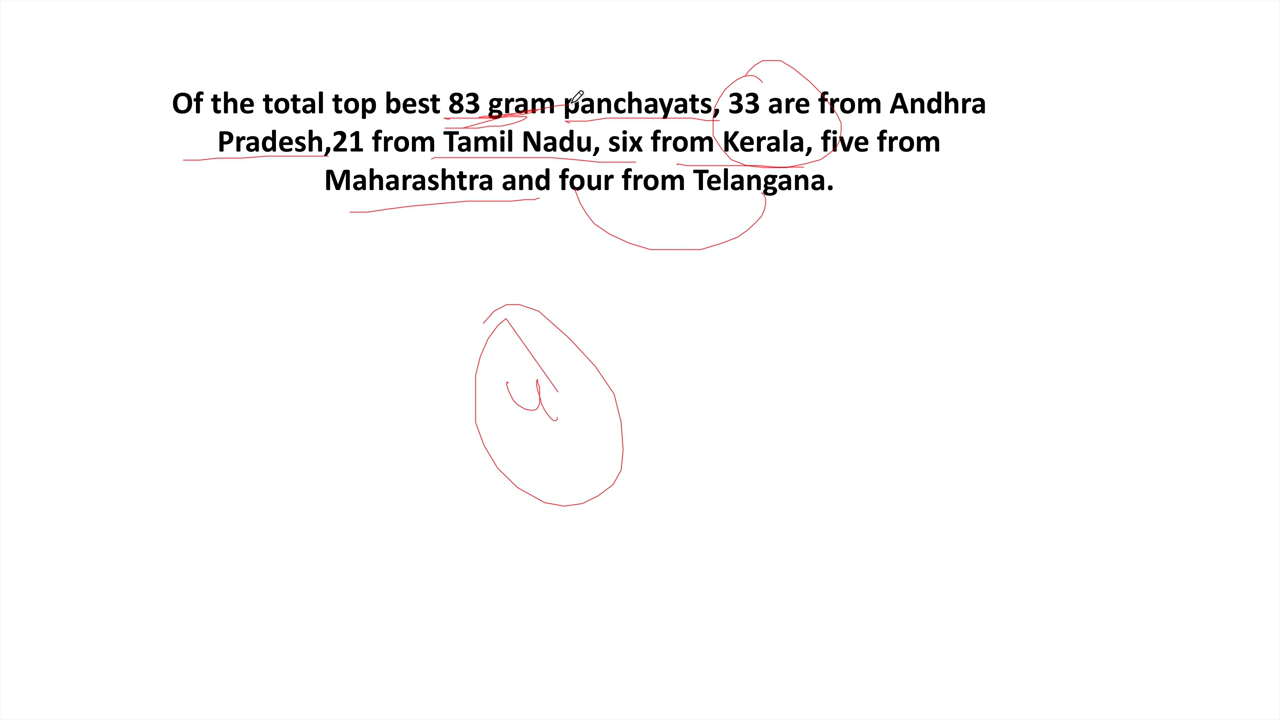 Of the total top best 83 gram panchayats, 33 are from Andhra
Pradesh,21 from Tamil Nadu, six from Kerala, five from
Maharashtra and four from Telangana.